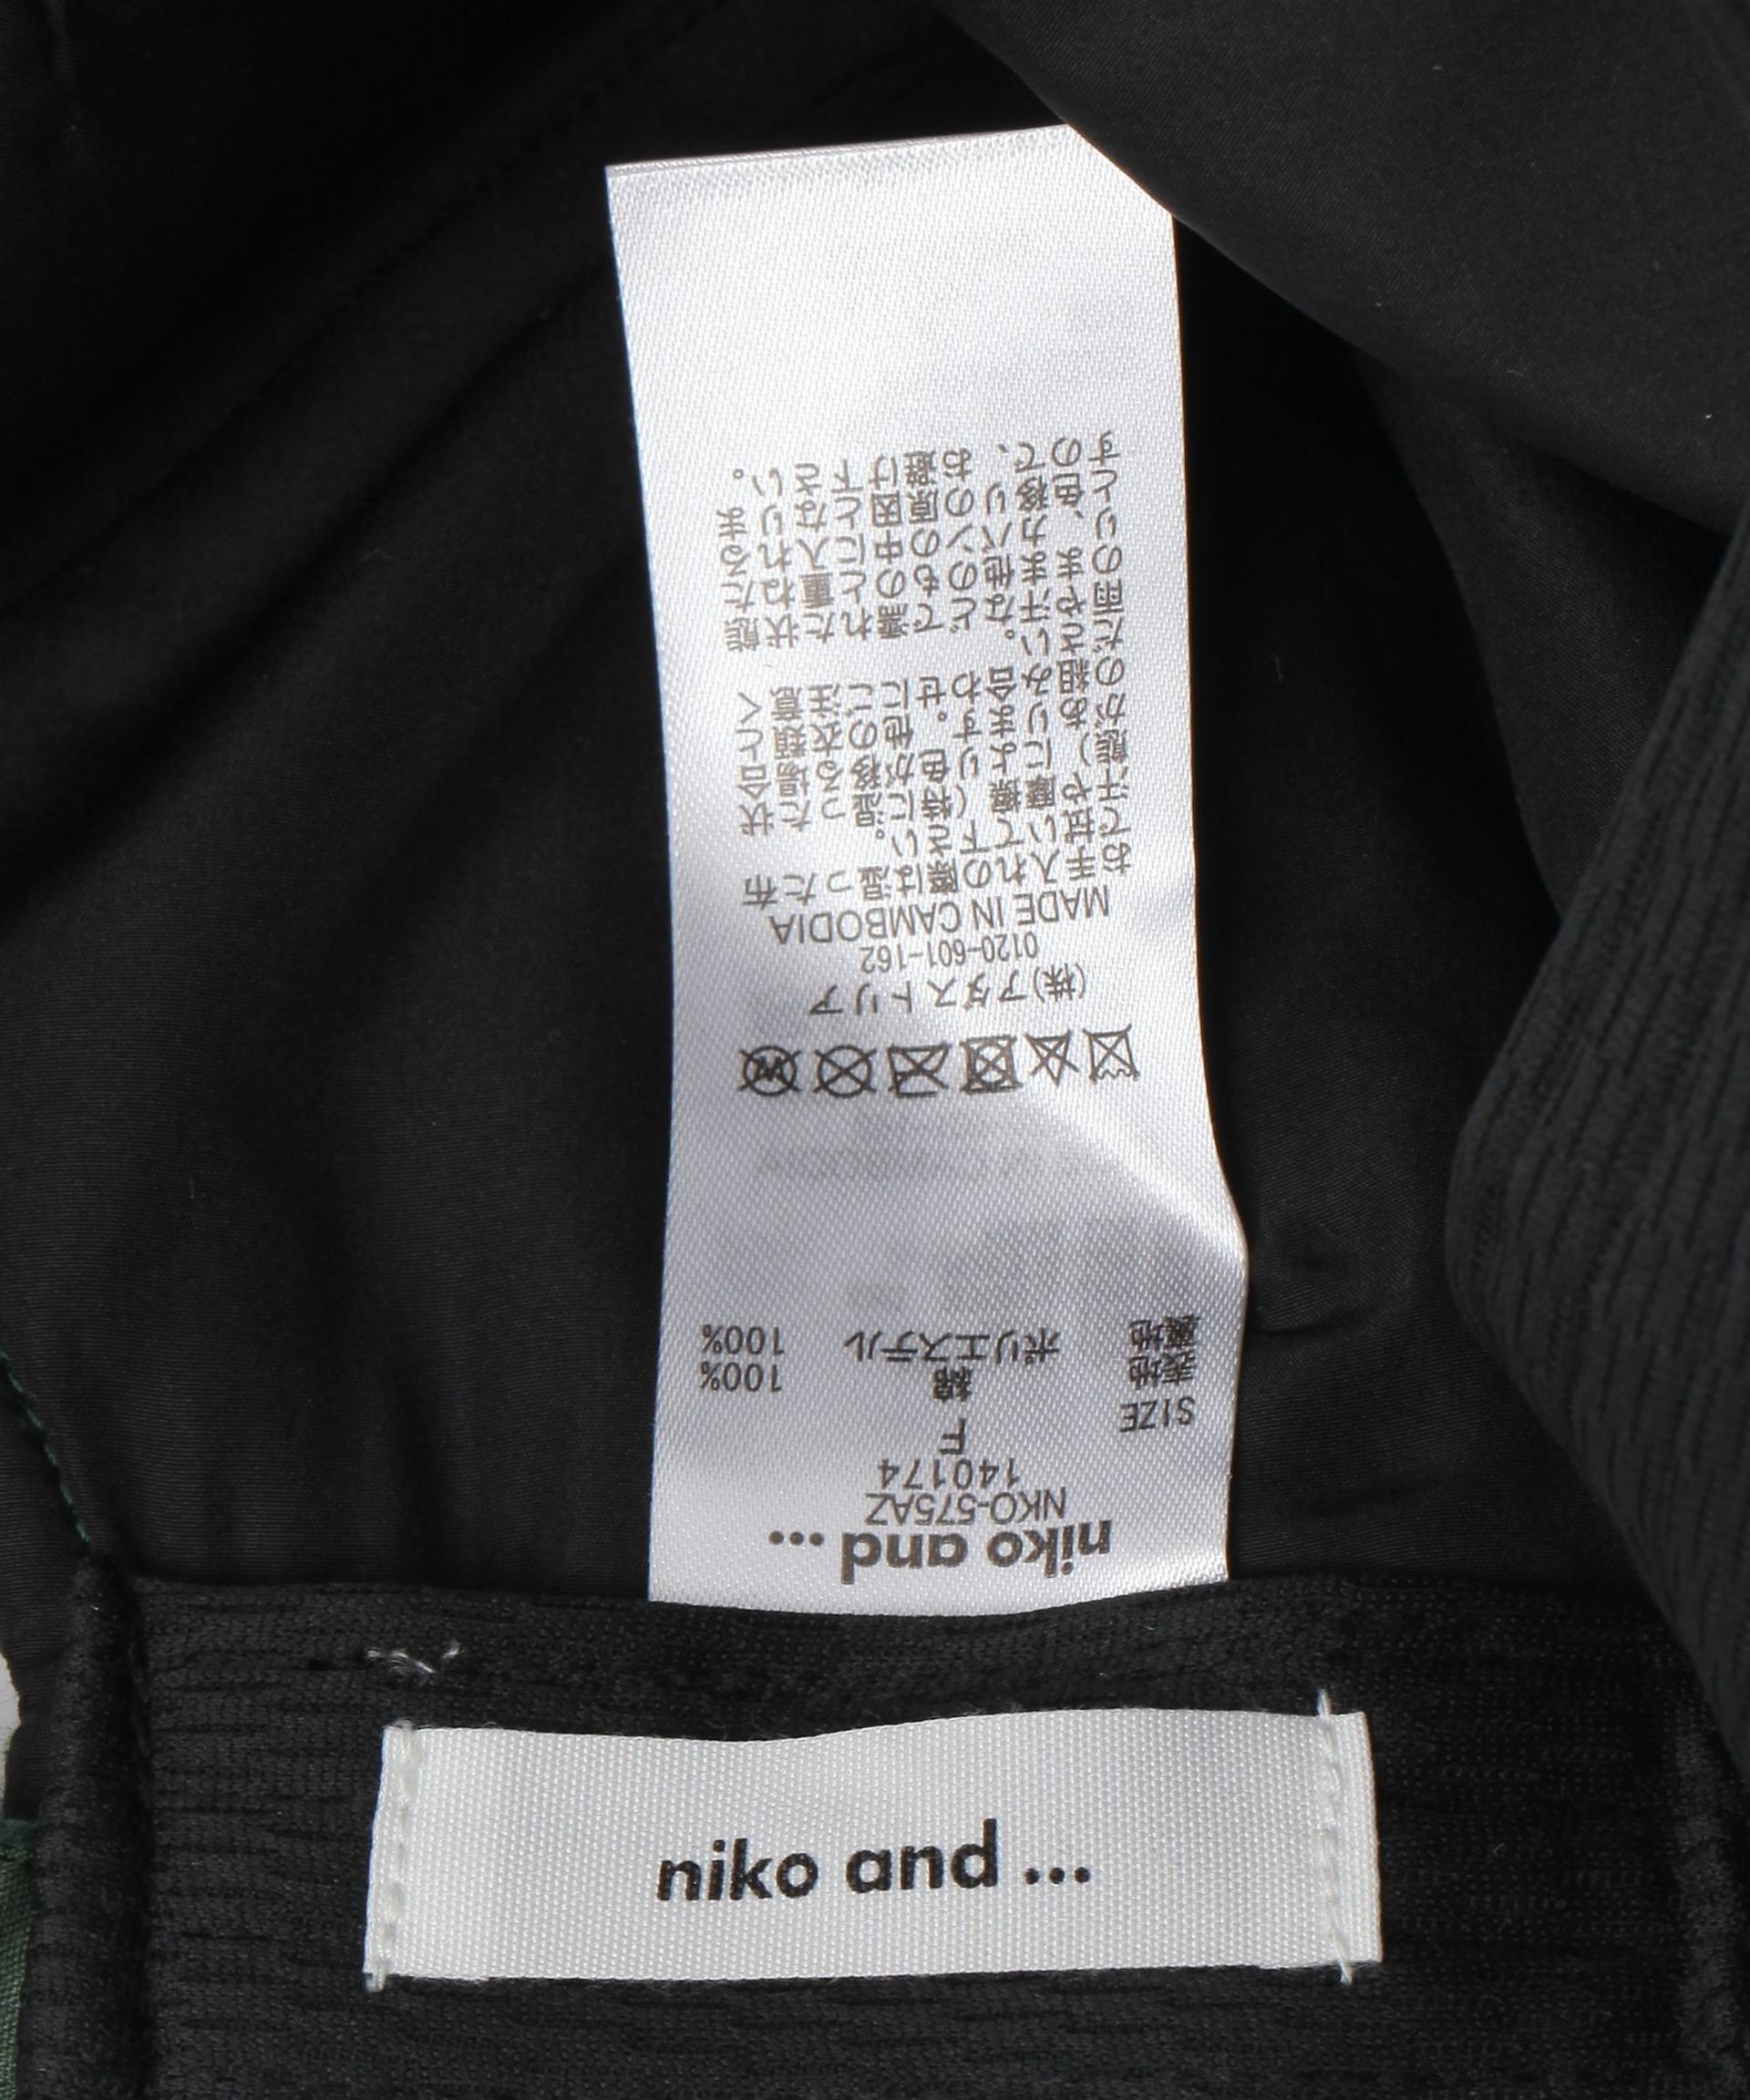 niko and ...
NKO-575AZ
140174
SIZE F
表地 綿 100%
裏地 ポリエステル 100%
(株)アダストリア
0120-601-162
MADE IN CAMBODIA
お手入れの際は湿った布
で拭いて下さい。
汗や摩擦(特に湿った状
態)により色が移る場合
があります。他の衣類と
の組み合わせにご注意く
ださい。
雨や汗などで濡れた状態
のまま他のものと重ねた
り、カバンの中に入れる
と色移りの原因となりま
すので、お避け下さい。
niko and ...